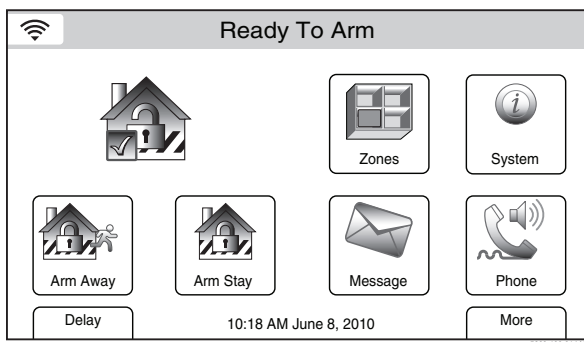 Ready To Arm
Zones
System
Arm Away
Arm Stay
Message
Phone
Delay
10:18 AM June 8, 2010
More